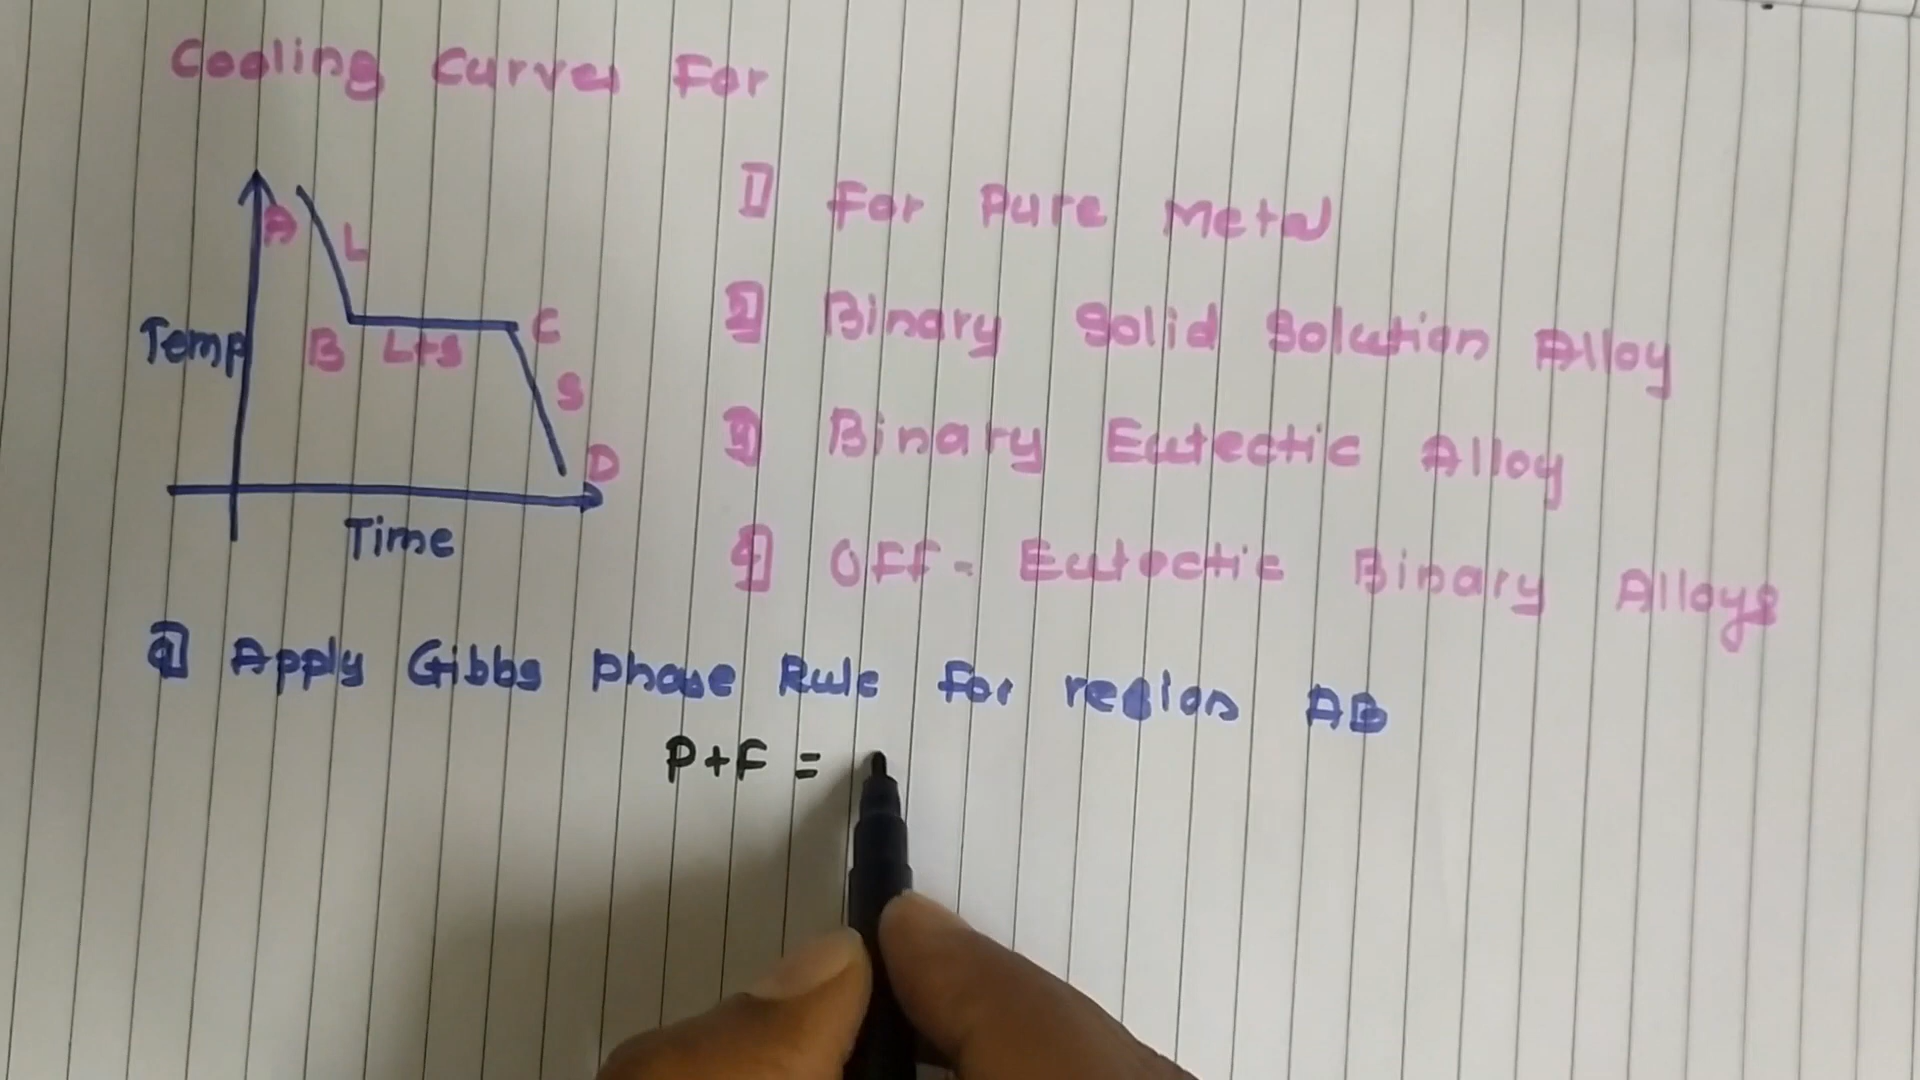 Cooling Curves For
A
L
Temp
B
L+S
C
S
D
Time
1] For Pure Metal
2] Binary Solid Solution Alloy
3] Binary Eutectic Alloy
4] OFF- Eutectic Binary Alloys
a] Apply Gibbs Phase Rule For region AB
P+F =